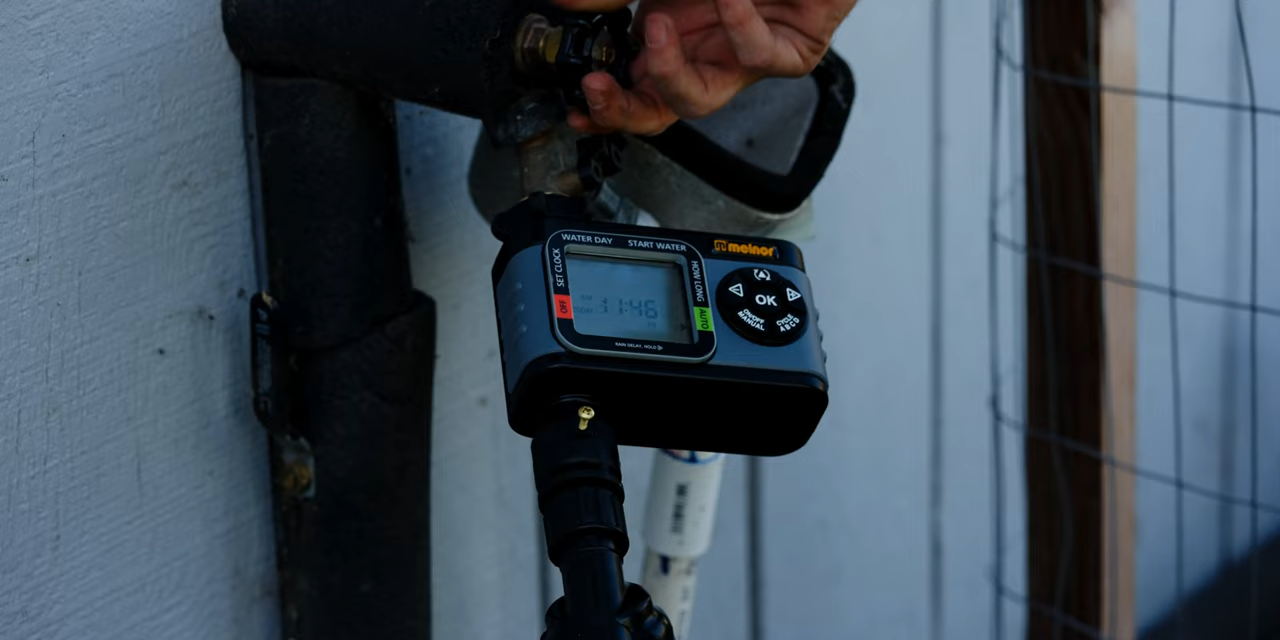 WATER DAY START WATER
melnor
SET CLOCK
HOW LONG
OFF
AUTO
11:46
OK
ON/OFF
MANUAL
CYCLE
A B C D
RAIN DELAY, HOLD